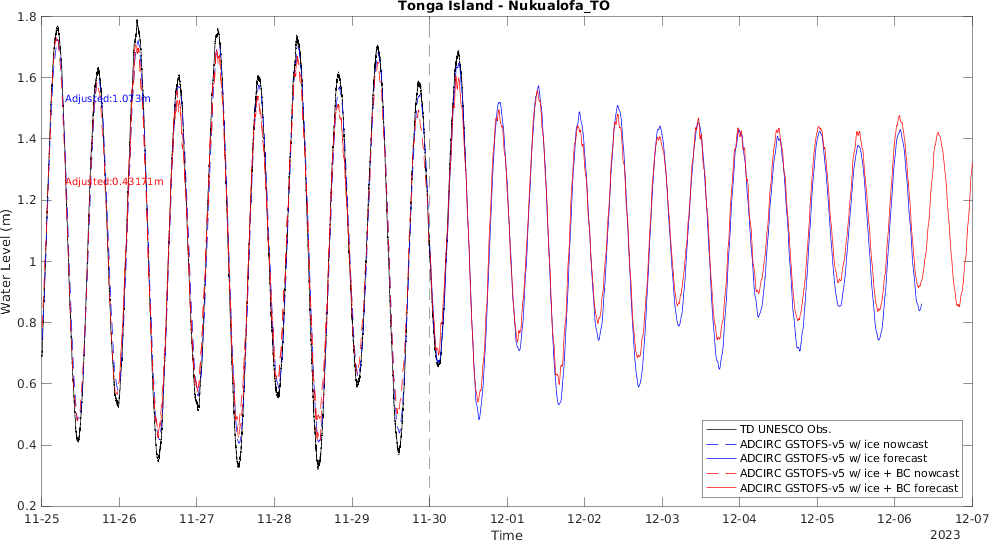 Tonga Island - Nukualofa_TO
Water Level (m)
1.8
1.6
1.4
1.2
1
0.8
0.6
0.4
0.2
Adjusted:1.073m
Adjusted:0.43171m
TD UNESCO Obs.
ADCIRC GSTOFS-v5 w/ ice nowcast
ADCIRC GSTOFS-v5 w/ ice forecast
ADCIRC GSTOFS-v5 w/ ice + BC nowcast
ADCIRC GSTOFS-v5 w/ ice + BC forecast
11-25 11-26 11-27 11-28 11-29 11-30 12-01 12-02 12-03 12-04 12-05 12-06 12-07
Time
2023